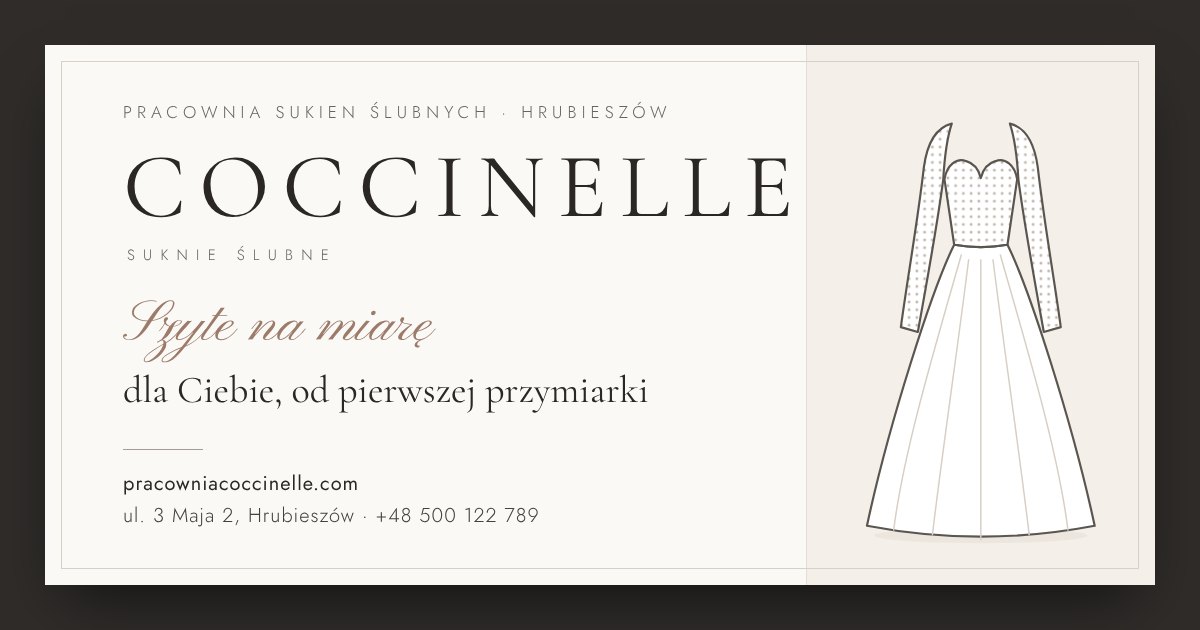 PRACOWNIA SUKIEN ŚLUBNYCH · HRUBIESZÓW
COCCINELLE
SUKNIE ŚLUBNE
Szyte na miarę
dla Ciebie, od pierwszej przymiarki
pracowniacoccinelle.com
ul. 3 Maja 2, Hrubieszów · +48 500 122 789